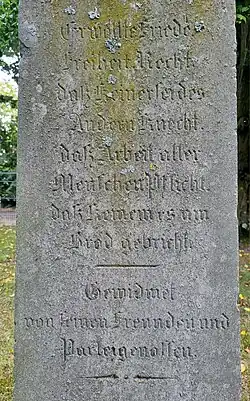 Er wollte Friede
Freiheit Recht
daß Keiner sei des
Andern Knecht.
daß Arbeit aller
Menschen Pflicht.
daß Keinem es am
Brod gebricht.
Gewidmet
von seinen Freunden und
Parteigenossen.